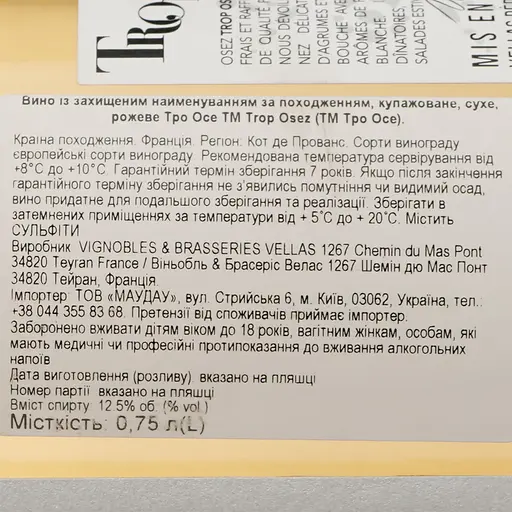 TRO
OSEZ TROP OS
FRAIS ET RAFF
DE QUALITÉ
NOUS DÉVOIL
NEZ DÉLICAT
D'AGRUMES ET
BOUCHE AVE
ARÔMES DE
BLANCHE.
DÎNATOIRES
SALADES ESTI
MIS EN
Вино із захищеним найменуванням за походженням, купажоване, сухе,
рожеве Тро Осе ТМ Trop Osez (ТМ Тро Осе).
Країна походження. Франція. Регіон: Кот де Прованс. Сорти винограду
європейські сорти винограду. Рекомендована температура сервірування від
+8°C до +10°C. Гарантійний термін зберігання 7 років. Якщо після закінчення
гарантійного терміну зберігання не з'явились помутніння чи видимий осад,
вино придатне для подальшого зберігання та реалізації. Зберігати в
затемнених приміщеннях за температури від + 5°C до + 20°C. Містить
СУЛЬФІТИ
Виробник VIGNOBLES & BRASSERIES VELLAS 1267 Chemin du Mas Pont
34820 Teyran France / Віньобль & Брасеріс Велас 1267 Шемін дю Мас Понт
34820 Тейран, Франція.
Імпортер: ТОВ «МАУДАУ», вул. Стрийська 6, м. Київ, 03062, Україна, тел.:
+38 044 355 83 68. Претензії від споживачів приймає імпортер.
Заборонено вживати дітям віком до 18 років, вагітним жінкам, особам, які
мають медичні чи професійні протипоказання до вживання алкогольних
напоїв
Дата виготовлення (розливу) вказано на пляшці
Номер партії вказано на пляшці
Вміст спирту 12.5% об. (% vol.)
Місткість: 0,75 л(L)